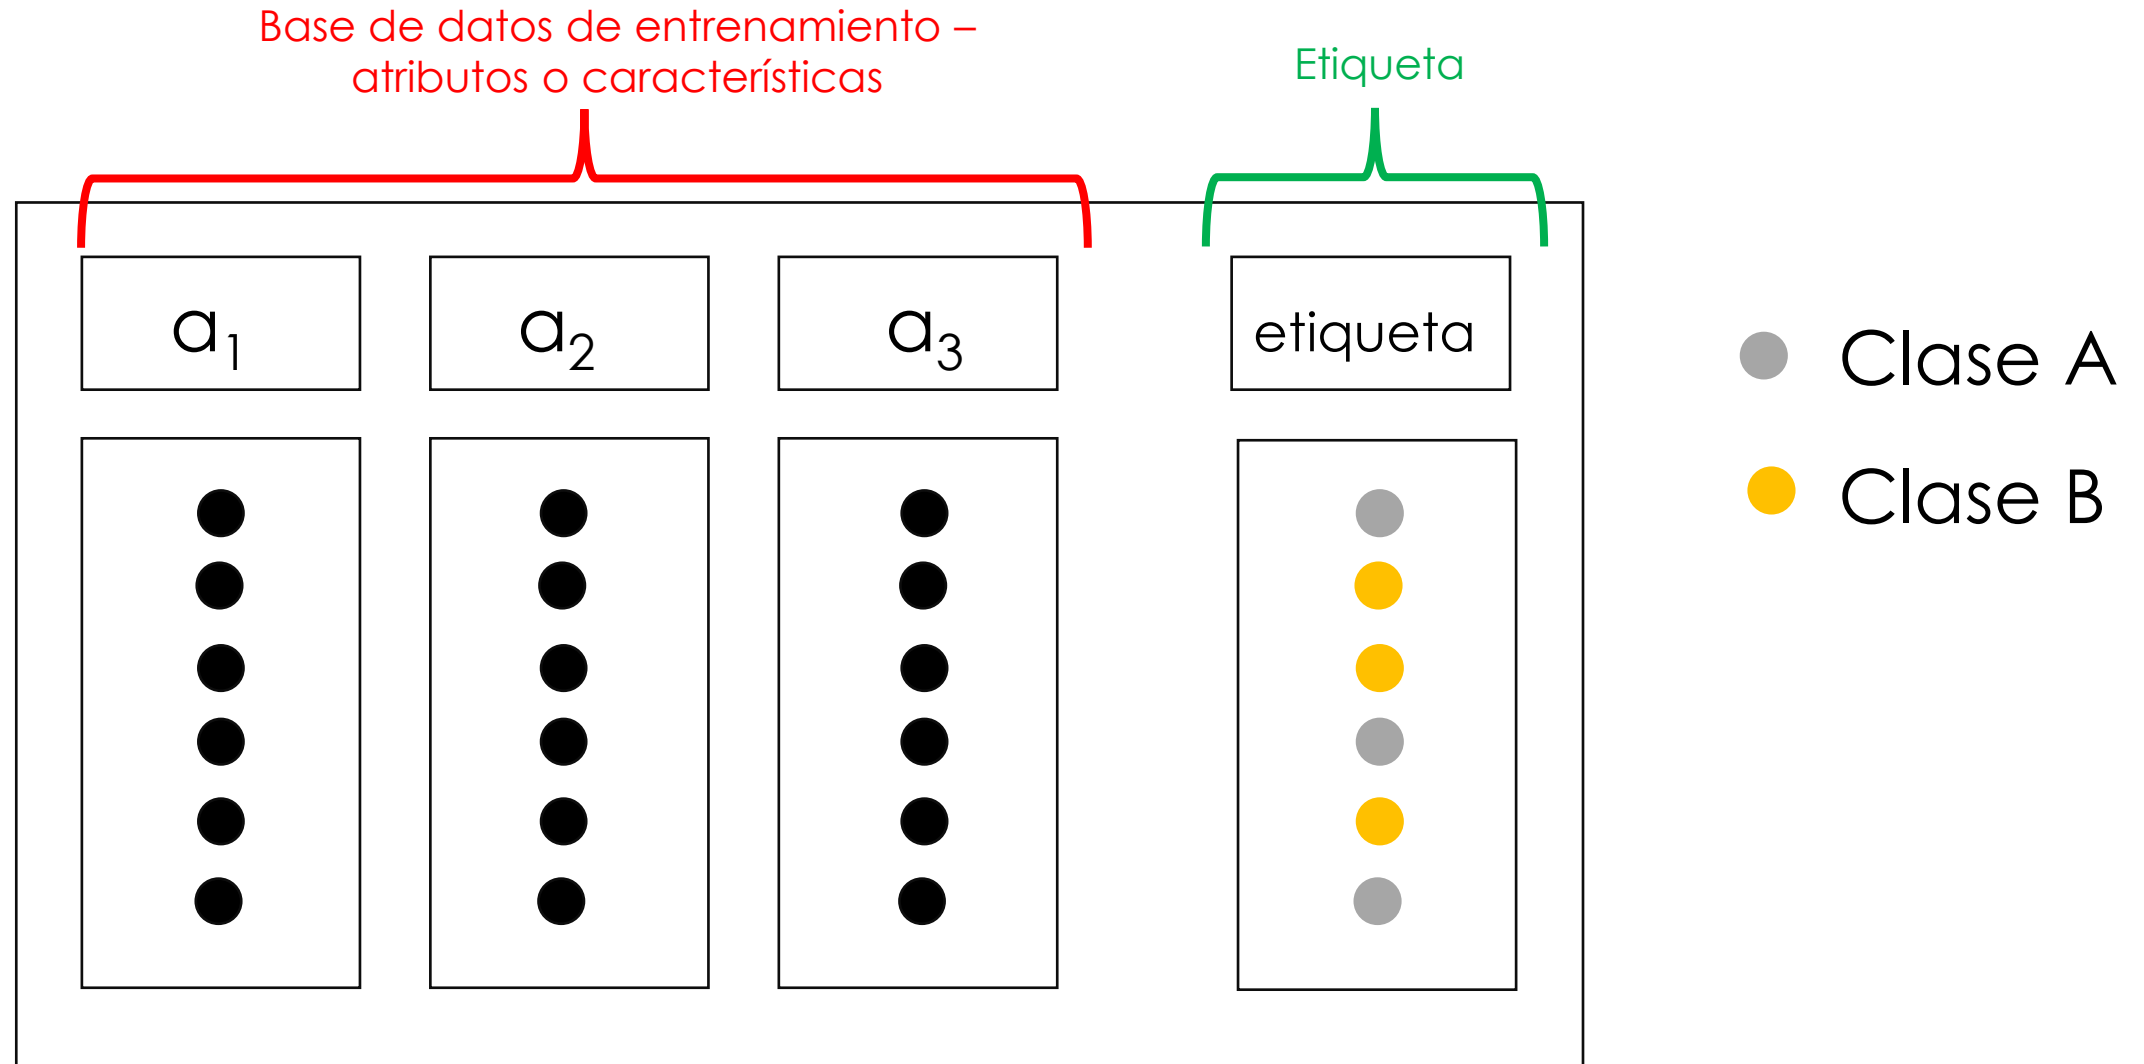 Base de datos de entrenamiento –
atributos o características
Etiqueta
a₁
a₂
a₃
etiqueta
Clase A
Clase B